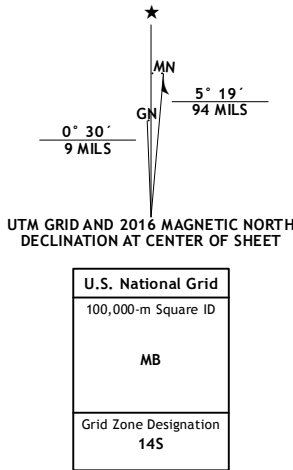 MN
GN
5° 19´
94 MILS
0° 30´
9 MILS
UTM GRID AND 2016 MAGNETIC NORTH
DECLINATION AT CENTER OF SHEET
U.S. National Grid
100,000-m Square ID
MB
Grid Zone Designation
14S